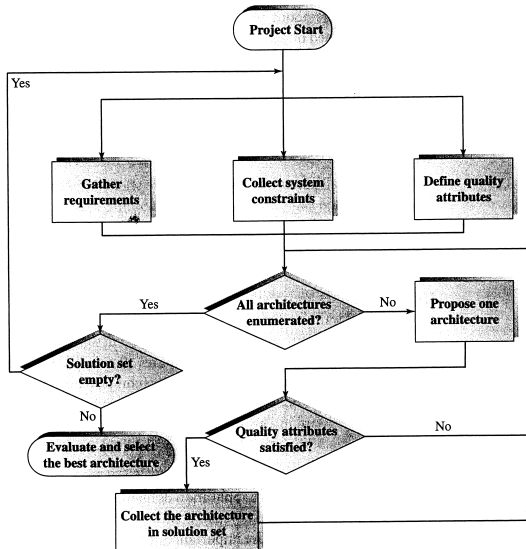 Project Start
Yes
Gather
requirements
Collect system
constraints
Define quality
attributes
All architectures
enumerated?
Yes
No
Propose one
architecture
Solution set
empty?
No
Evaluate and select
the best architecture
Quality attributes
satisfied?
No
Yes
Collect the architecture
in solution set